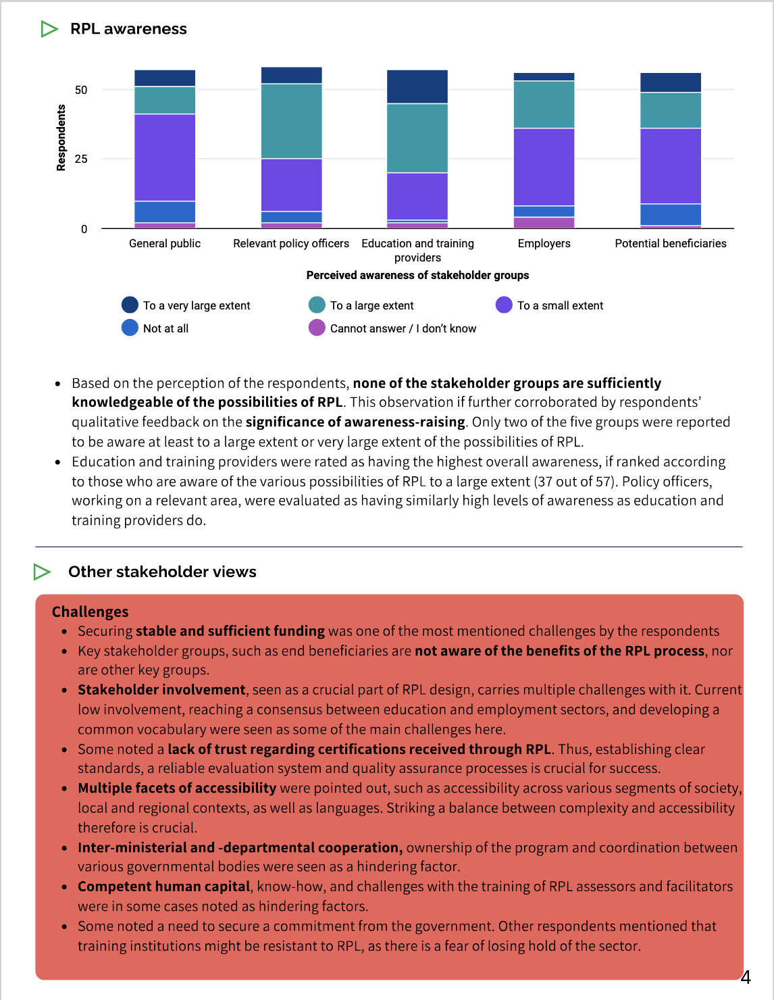 RPL awareness
Respondents
50
25
0
General public
Relevant policy officers
Education and training
providers
Employers
Potential beneficiaries
Perceived awareness of stakeholder groups
To a very large extent
To a large extent
To a small extent
Not at all
Cannot answer / I don't know
• Based on the perception of the respondents, none of the stakeholder groups are sufficiently
knowledgeable of the possibilities of RPL. This observation if further corroborated by respondents'
qualitative feedback on the significance of awareness-raising. Only two of the five groups were reported
to be aware at least to a large extent or very large extent of the possibilities of RPL.
• Education and training providers were rated as having the highest overall awareness, if ranked according
to those who are aware of the various possibilities of RPL to a large extent (37 out of 57). Policy officers,
working on a relevant area, were evaluated as having similarly high levels of awareness as education and
training providers do.
Other stakeholder views
Challenges
• Securing stable and sufficient funding was one of the most mentioned challenges by the respondents
• Key stakeholder groups, such as end beneficiaries are not aware of the benefits of the RPL process, nor
are other key groups.
• Stakeholder involvement, seen as a crucial part of RPL design, carries multiple challenges with it. Current
low involvement, reaching a consensus between education and employment sectors, and developing a
common vocabulary were seen as some of the main challenges here.
• Some noted a lack of trust regarding certifications received through RPL. Thus, establishing clear
standards, a reliable evaluation system and quality assurance processes is crucial for success.
• Multiple facets of accessibility were pointed out, such as accessibility across various segments of society,
local and regional contexts, as well as languages. Striking a balance between complexity and accessibility
therefore is crucial.
• Inter-ministerial and -departmental cooperation, ownership of the program and coordination between
various governmental bodies were seen as a hindering factor.
• Competent human capital, know-how, and challenges with the training of RPL assessors and facilitators
were in some cases noted as hindering factors.
• Some noted a need to secure a commitment from the government. Other respondents mentioned that
training institutions might be resistant to RPL, as there is a fear of losing hold of the sector.
4